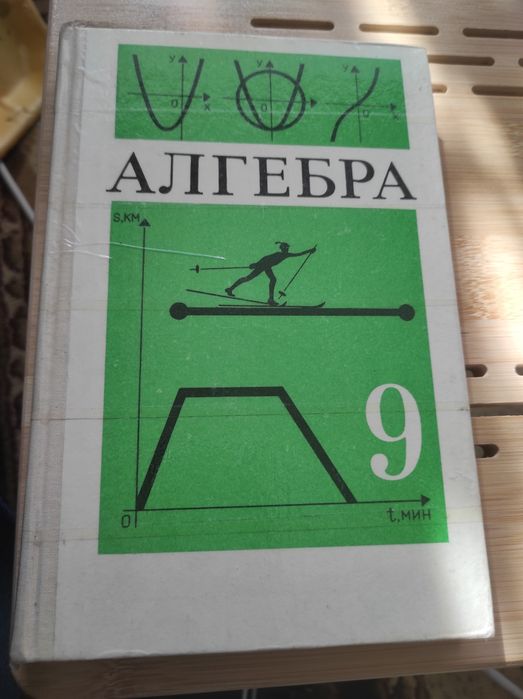 У У У
0 X 0 0 X
АЛГЕБРА
S,КМ
9
0 t,мин